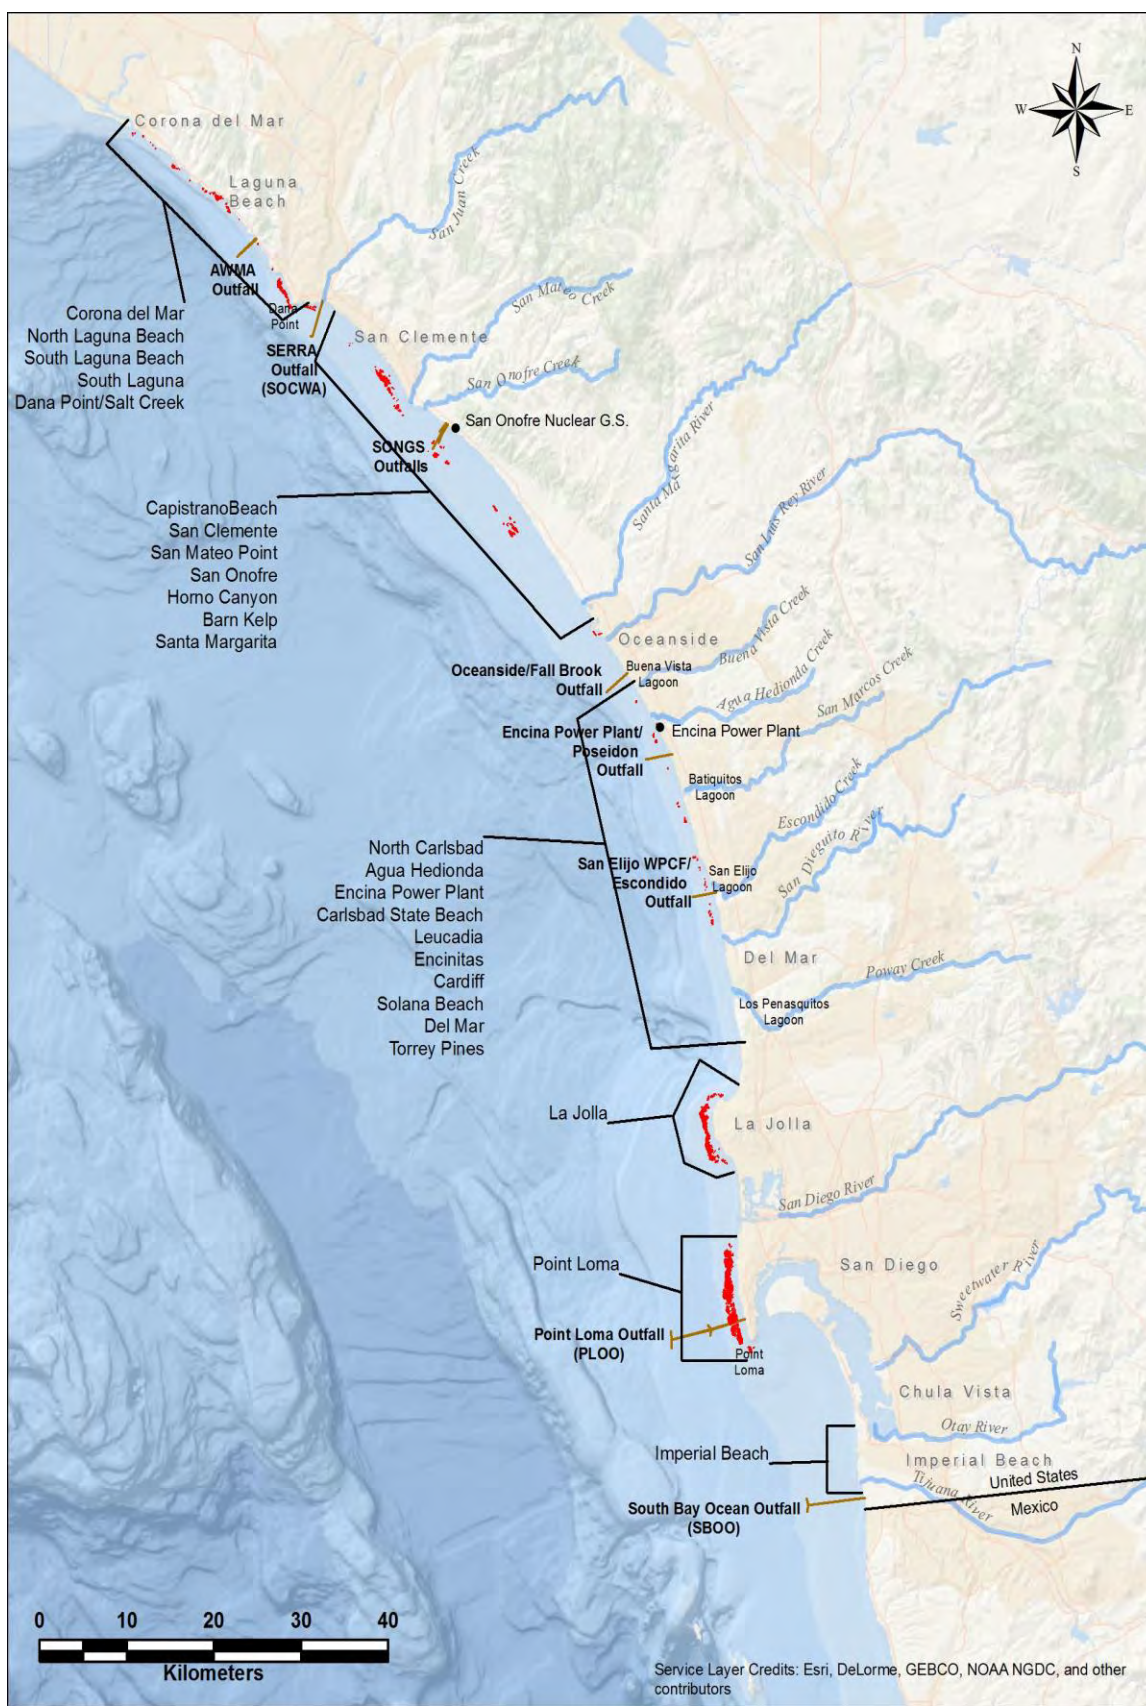 N
W
E
S
Corona del Mar
Laguna
Beach
San Juan Creek
AWMA
Outfall
San Mateo Creek
Corona del Mar
North Laguna Beach
South Laguna Beach
South Laguna
Dana Point/Salt Creek
Dana
Point
San Clemente
SERRA
Outfall
(SOCWA)
San Onofre Creek
San Onofre Nuclear G.S.
SONGS
Outfalls
Santa Margarita River
San Luis Rey River
CapistranoBeach
San Clemente
San Mateo Point
San Onofre
Horno Canyon
Barn Kelp
Santa Margarita
Oceanside
Buena Vista Creek
Oceanside/Fall Brook
Outfall
Buena Vista
Lagoon
Agua Hedionda Creek
San Marcos Creek
Encina Power Plant/
Poseidon
Outfall
Encina Power Plant
Batiquitos
Lagoon
Escondido Creek
San Dieguito River
North Carlsbad
Agua Hedionda
Encina Power Plant
Carlsbad State Beach
Leucadia
Encinitas
Cardiff
Solana Beach
Del Mar
Torrey Pines
San Elijo WPCF/
Escondido
Outfall
San Elijo
Lagoon
Del Mar
Poway Creek
Los Penasquitos
Lagoon
La Jolla
La Jolla
San Diego River
Point Loma
San Diego
Sweetwater River
Point Loma Outfall
(PLOO)
Point
Loma
Chula Vista
Otay River
Imperial Beach
Imperial Beach
Tijuana River
United States
Mexico
South Bay Ocean Outfall
(SBOO)
0 10 20 30 40
Kilometers
Service Layer Credits: Esri, DeLorme, GEBCO, NOAA NGDC, and other
contributors